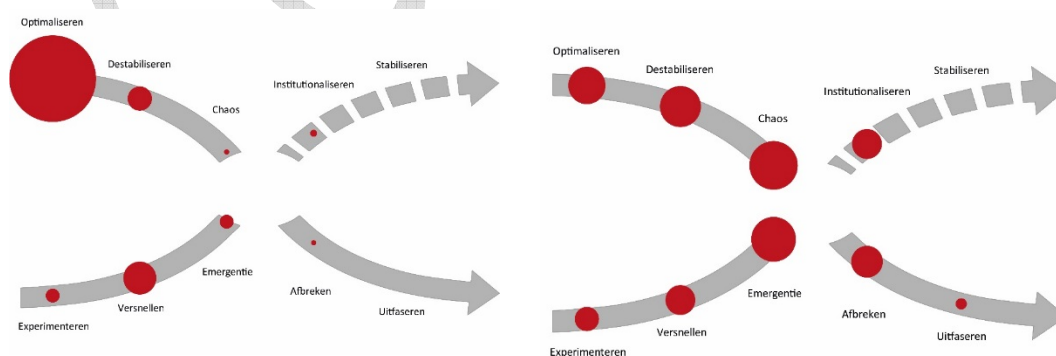 Optimaliseren
Destabiliseren
Chaos
Institutionaliseren
Stabiliseren
Experimenteren
Versnellen
Emergentie
Afbreken
Uitfaseren
Optimaliseren
Destabiliseren
Chaos
Institutionaliseren
Stabiliseren
Experimenteren
Versnellen
Emergentie
Afbreken
Uitfaseren